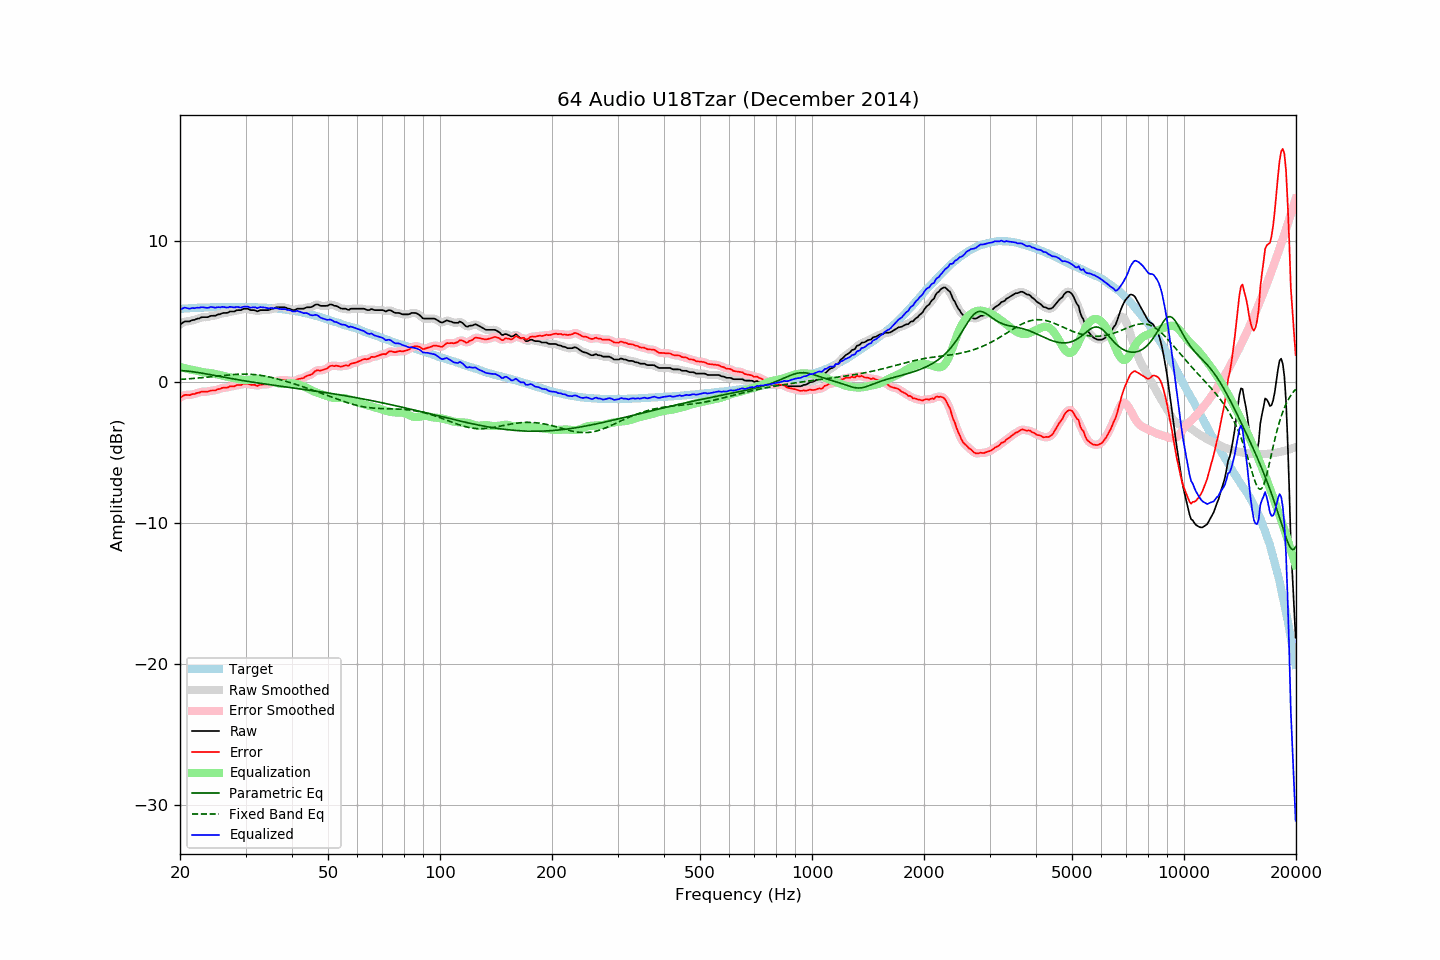 64 Audio U18Tzar (December 2014)
Amplitude (dBr)
10
0
−10
−20
−30
Target
Raw Smoothed
Error Smoothed
Raw
Error
Equalization
Parametric Eq
Fixed Band Eq
Equalized
20 50 100 200 500 1000 2000 5000 10000 20000
Frequency (Hz)